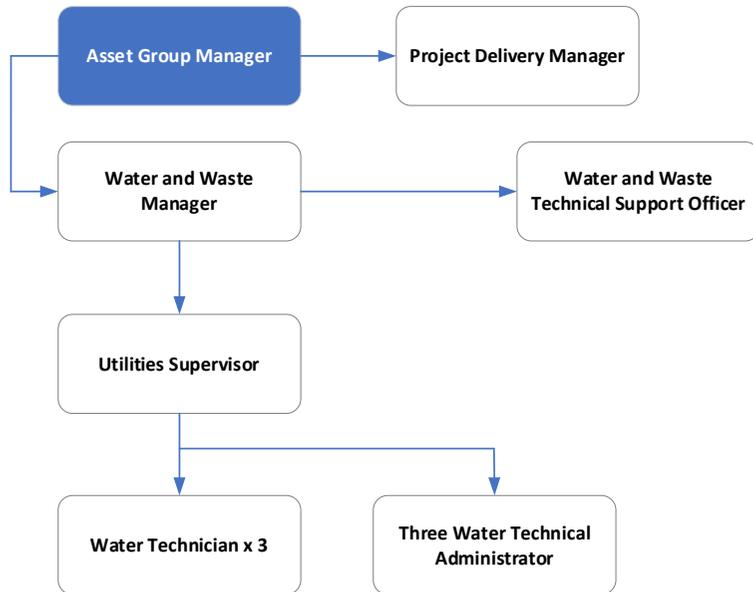 Asset Group Manager
Project Delivery Manager
Water and Waste
Manager
Water and Waste
Technical Support Officer
Utilities Supervisor
Water Technician x 3
Three Water Technical
Administrator